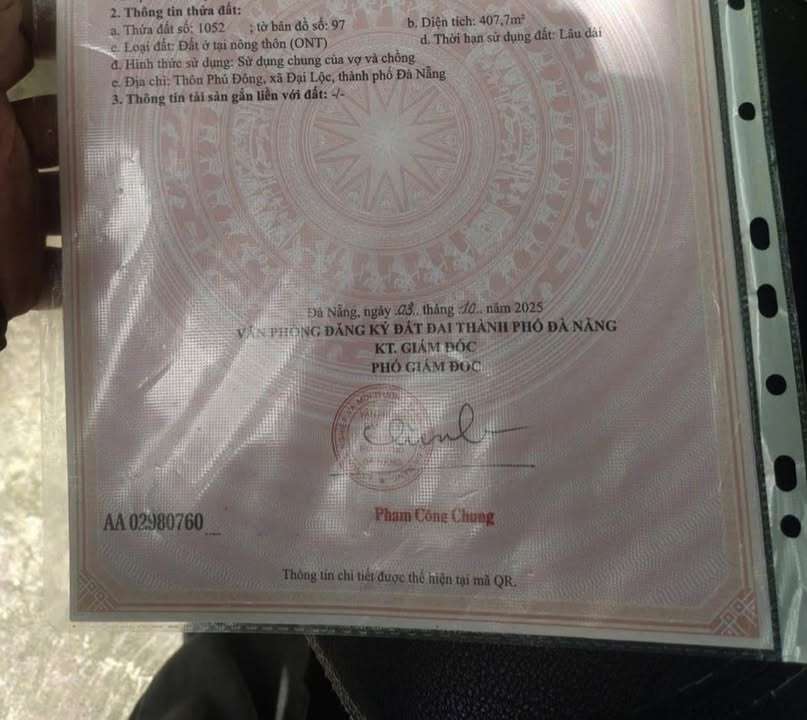 2. Thông tin thửa đất:
a. Thửa đất số: 1052 ; tờ bản đồ số: 97 b. Diện tích: 407,7m²
c. Loại đất: Đất ở tại nông thôn (ONT) d. Thời hạn sử dụng đất: Lâu dài
đ. Hình thức sử dụng: Sử dụng chung của vợ và chồng
e. Địa chỉ: Thôn Phú Đông, xã Đại Lộc, thành phố Đà Nẵng
3. Thông tin tài sản gắn liền với đất: -/-
Đà Nẵng, ngày .03.. tháng .10.. năm 2025
VĂN PHÒNG ĐĂNG KÝ ĐẤT ĐAI THÀNH PHỐ ĐÀ NẴNG
KT. GIÁM ĐỐC
PHÓ GIÁM ĐỐC
Phạm Công Chung
AA 02980760
Thông tin chi tiết được thể hiện tại mã QR.